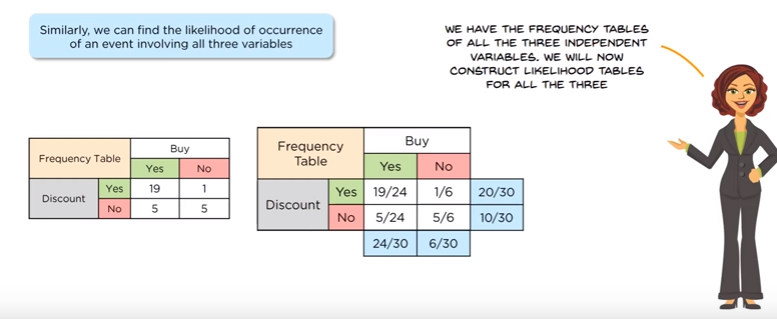 Similarly, we can find the likelihood of occurrence
of an event involving all three variables
WE HAVE THE FREQUENCY TABLES
OF ALL THE THREE INDEPENDENT
VARIABLES. WE WILL NOW
CONSTRUCT LIKELIHOOD TABLES
FOR ALL THE THREE
Frequency Table Buy
Yes No
Discount Yes 19 1
No 5 5
Frequency
Table
Buy
Yes No
Discount Yes 19/24 1/6 20/30
No 5/24 5/6 10/30
24/30 6/30